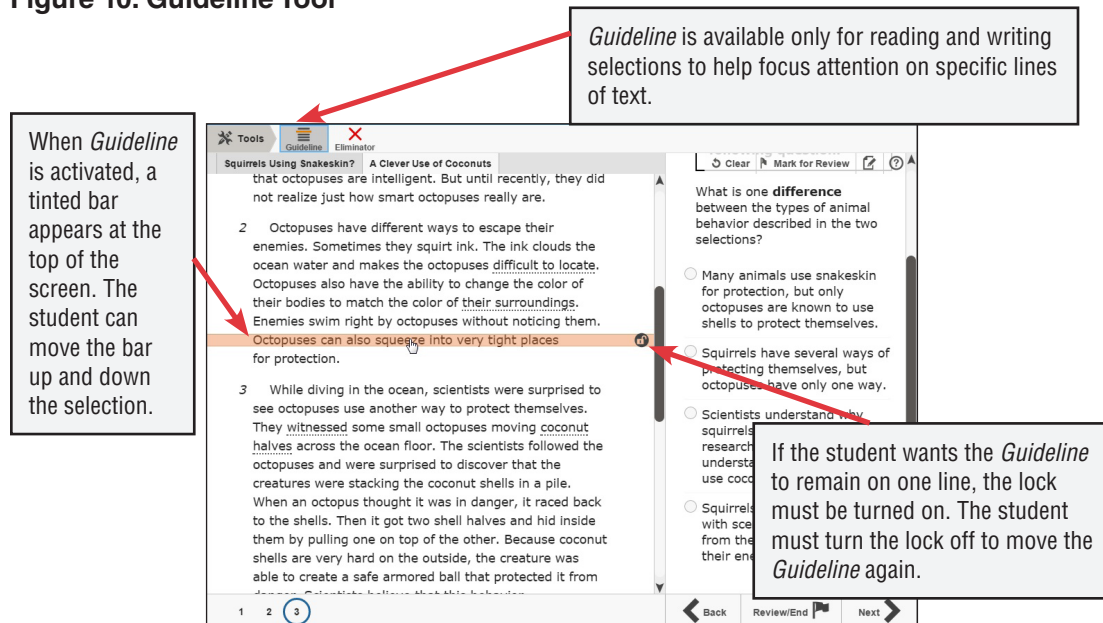 Figure 10. Guideline Tool
Guideline is available only for reading and writing
selections to help focus attention on specific lines
of text.
When Guideline
is activated, a
tinted bar
appears at the
top of the
screen. The
student can
move the bar
up and down
the selection.
Tools
Guideline
Eliminator
Squirrels Using Snakeskin? A Clever Use of Coconuts
that octopuses are intelligent. But until recently, they did
not realize just how smart octopuses really are.
2 Octopuses have different ways to escape their
enemies. Sometimes they squirt ink. The ink clouds the
ocean water and makes the octopuses difficult to locate.
Octopuses also have the ability to change the color of
their bodies to match the color of their surroundings.
Enemies swim right by octopuses without noticing them.
Octopuses can also squeeze into very tight places
for protection.
3 While diving in the ocean, scientists were surprised to
see octopuses use another way to protect themselves.
They witnessed some small octopuses moving coconut
halves across the ocean floor. The scientists followed the
octopuses and were surprised to discover that the
creatures were stacking the coconut shells in a pile.
When an octopus thought it was in danger, it raced back
to the shells. Then it got two shell halves and hid inside
them by pulling one on top of the other. Because coconut
shells are very hard on the outside, the creature was
able to create a safe armored ball that protected it from
danger. Scientists believe that this behavior
following question.
Clear Mark for Review
What is one difference
between the types of animal
behavior described in the two
selections?
Many animals use snakeskin
for protection, but only
octopuses are known to use
shells to protect themselves.
Squirrels have several ways of
protecting themselves, but
octopuses have only one way.
Scientists understand why
squirrels
research
understa
use coco
Squirrels
with sce
from the
their ene
If the student wants the Guideline
to remain on one line, the lock
must be turned on. The student
must turn the lock off to move the
Guideline again.
1 2 3
Back Review/End Next